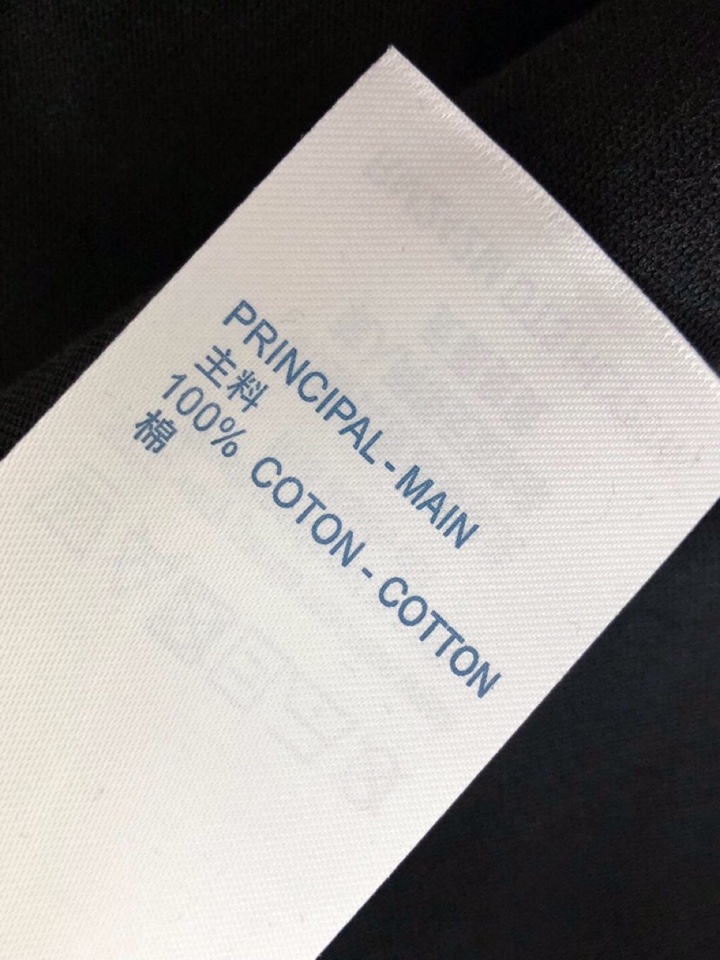 PRINCIPAL - MAIN
主料
100% COTON - COTTON
棉